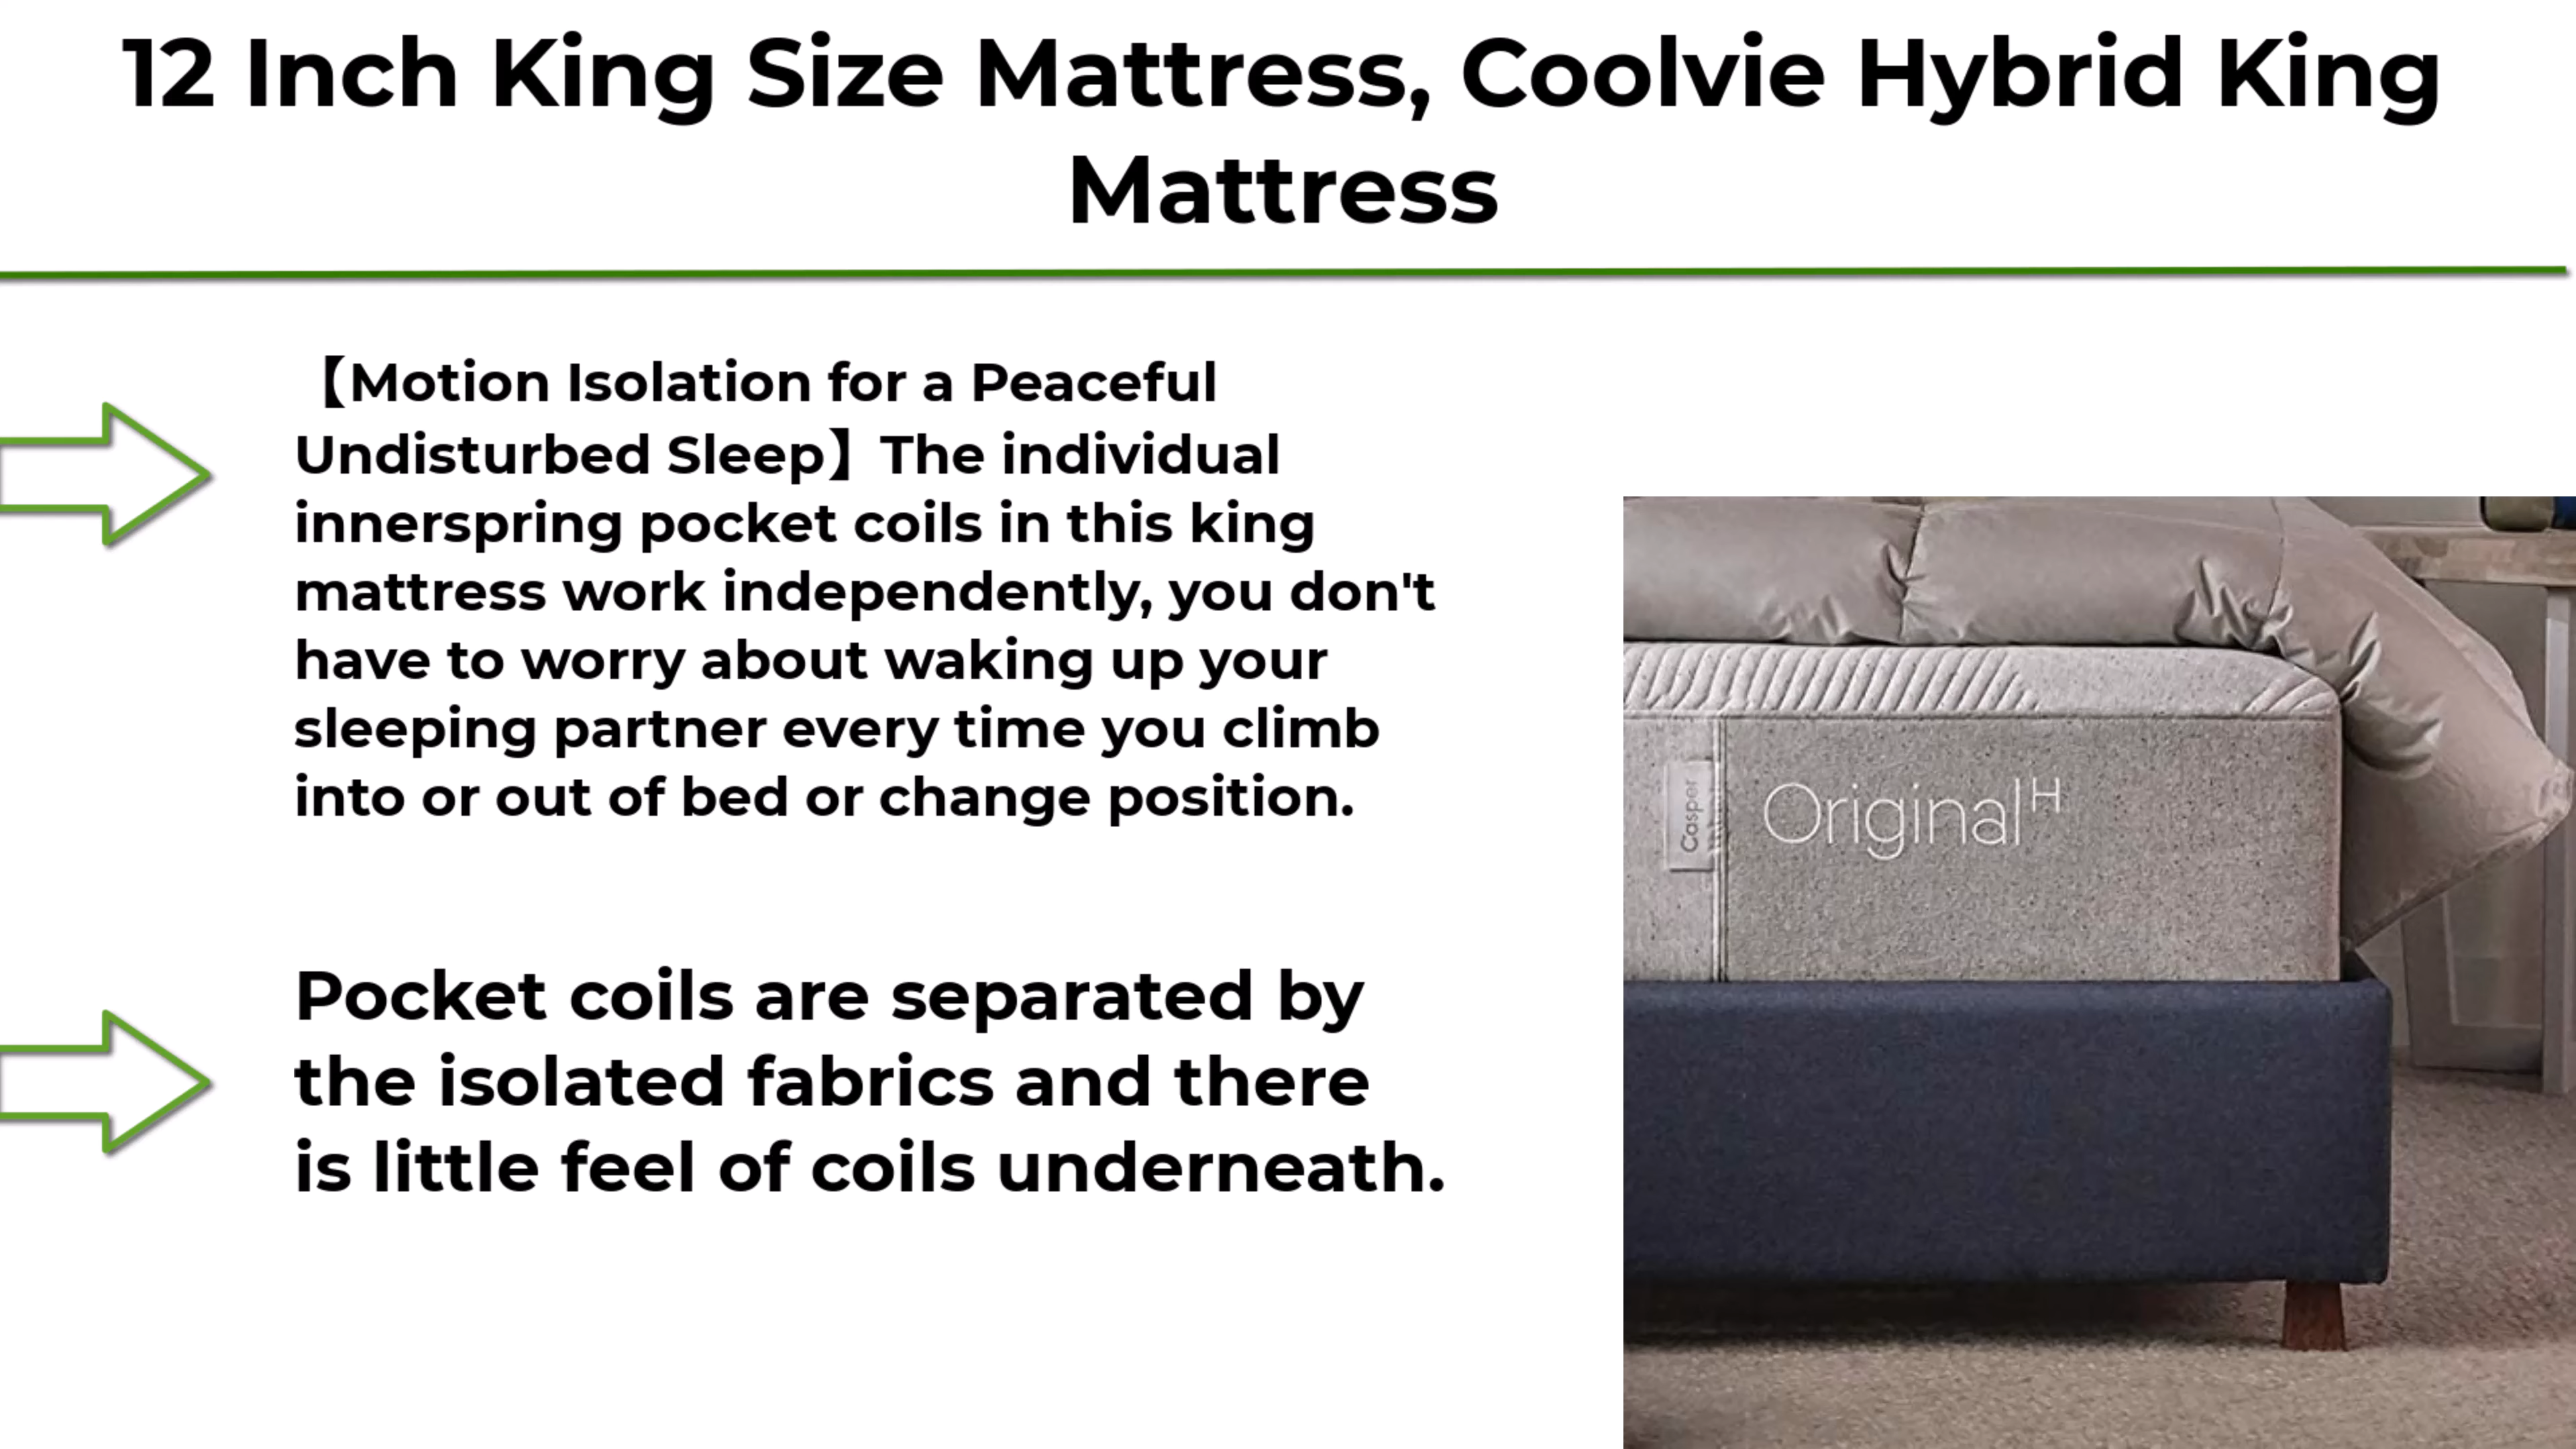 12 Inch King Size Mattress, Coolvie Hybrid King
Mattress
【Motion Isolation for a Peaceful
Undisturbed Sleep】The individual
innerspring pocket coils in this king
mattress work independently, you don't
have to worry about waking up your
sleeping partner every time you climb
into or out of bed or change position.
Pocket coils are separated by
the isolated fabrics and there
is little feel of coils underneath.
Casper
Original^H